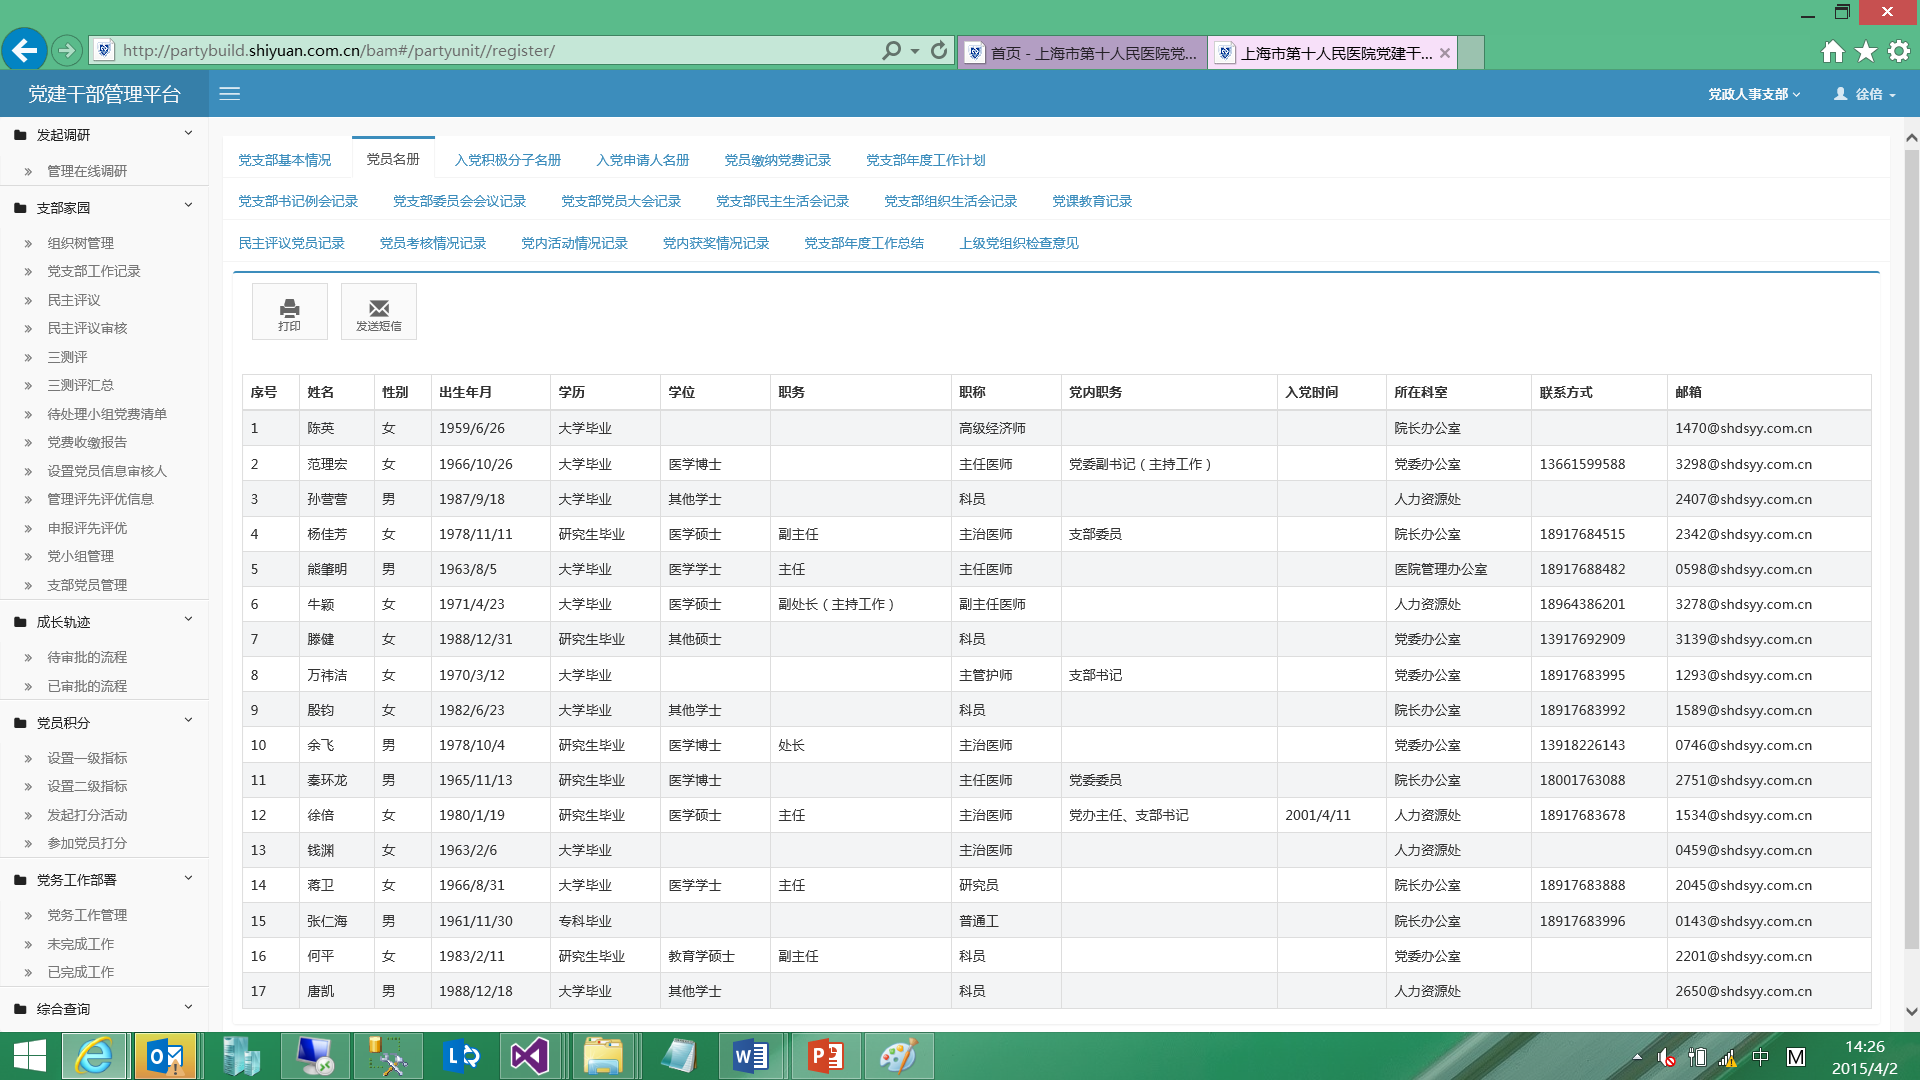 http://partybuild.shiyuan.com.cn/bam#/partyunit//register/
首页 - 上海市第十人民医院党...
上海市第十人民医院党建干...
党建干部管理平台
党政人事支部
徐倍
发起调研
管理在线调研
支部家园
组织树管理
党支部工作记录
民主评议
民主评议审核
三测评
三测评汇总
待处理小组党费清单
党费收缴报告
设置党员信息审核人
管理评先评优信息
申报评先评优
党小组管理
支部党员管理
成长轨迹
待审批的流程
已审批的流程
党员积分
设置一级指标
设置二级指标
发起打分活动
参加党员打分
党务工作部署
党务工作管理
未完成工作
已完成工作
综合查询
党支部基本情况 党员名册 入党积极分子名册 入党申请人名册 党员缴纳党费记录 党支部年度工作计划
党支部书记例会记录 党支部委员会会议记录 党支部党员大会记录 党支部民主生活会记录 党支部组织生活会记录 党课教育记录
民主评议党员记录 党员考核情况记录 党内活动情况记录 党内获奖情况记录 党支部年度工作总结 上级党组织检查意见
打印 发送短信
序号 姓名 性别 出生年月 学历 学位 职务 职称 党内职务 入党时间 所在科室 联系方式 邮箱
1 陈英 女 1959/6/26 大学毕业 高级经济师 院长办公室 1470@shdsyy.com.cn
2 范理宏 女 1966/10/26 大学毕业 医学博士 主任医师 党委副书记（主持工作） 党委办公室 13661599588 3298@shdsyy.com.cn
3 孙营营 男 1987/9/18 大学毕业 其他学士 科员 人力资源处 2407@shdsyy.com.cn
4 杨佳芳 女 1978/11/11 研究生毕业 医学硕士 副主任 主治医师 支部委员 院长办公室 18917684515 2342@shdsyy.com.cn
5 熊肇明 男 1963/8/5 大学毕业 医学学士 主任 主任医师 医院管理办公室 18917688482 0598@shdsyy.com.cn
6 牛颖 女 1971/4/23 大学毕业 医学硕士 副处长（主持工作） 副主任医师 人力资源处 18964386201 3278@shdsyy.com.cn
7 滕健 女 1988/12/31 研究生毕业 其他硕士 科员 党委办公室 13917692909 3139@shdsyy.com.cn
8 万祎洁 女 1970/3/12 大学毕业 主管护师 支部书记 党委办公室 18917683995 1293@shdsyy.com.cn
9 殷钧 女 1982/6/23 大学毕业 其他学士 科员 院长办公室 18917683992 1589@shdsyy.com.cn
10 余飞 男 1978/10/4 研究生毕业 医学博士 处长 主治医师 党委办公室 13918226143 0746@shdsyy.com.cn
11 秦环龙 男 1965/11/13 研究生毕业 医学博士 主任医师 党委委员 院长办公室 18001763088 2751@shdsyy.com.cn
12 徐倍 女 1980/1/19 研究生毕业 医学硕士 主任 主治医师 党办主任、支部书记 2001/4/11 人力资源处 18917683678 1534@shdsyy.com.cn
13 钱渊 女 1963/2/6 大学毕业 主治医师 人力资源处 0459@shdsyy.com.cn
14 蒋卫 女 1966/8/31 大学毕业 医学学士 主任 研究员 院长办公室 18917683888 2045@shdsyy.com.cn
15 张仁海 男 1961/11/30 专科毕业 普通工 院长办公室 18917683996 0143@shdsyy.com.cn
16 何平 女 1983/2/11 研究生毕业 教育学硕士 副主任 科员 党委办公室 2201@shdsyy.com.cn
17 唐凯 男 1988/12/18 大学毕业 其他学士 科员 人力资源处 2650@shdsyy.com.cn
中 M
14:26
2015/4/2